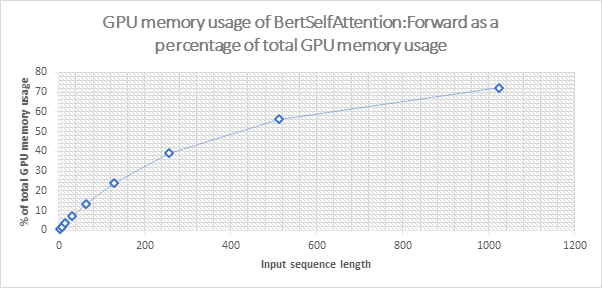 GPU memory usage of BertSelfAttention:Forward as a
percentage of total GPU memory usage
% of total GPU memory usage
80
70
60
50
40
30
20
10
0
0 200 400 600 800 1000 1200
Input sequence length